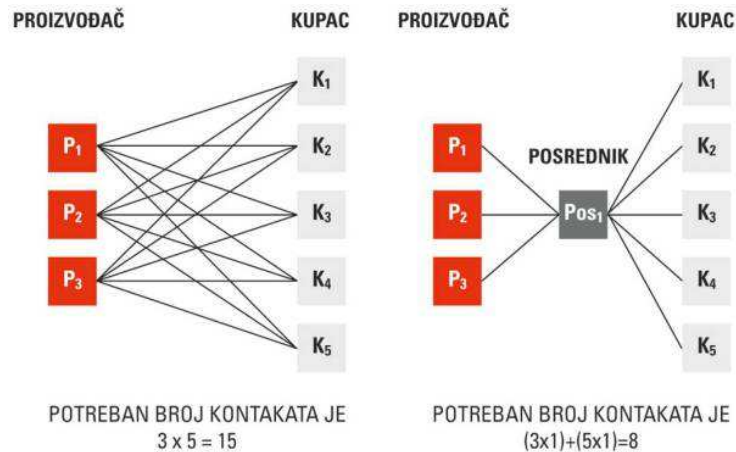 PROIZVOĐAČ
KUPAC
P₁
P₂
P₃
K₁
K₂
K₃
K₄
K₅
POTREBAN BROJ KONTAKATA JE
3 x 5 = 15
PROIZVOĐAČ
KUPAC
P₁
P₂
P₃
POSREDNIK
Pos₁
K₁
K₂
K₃
K₄
K₅
POTREBAN BROJ KONTAKATA JE
(3x1)+(5x1)=8